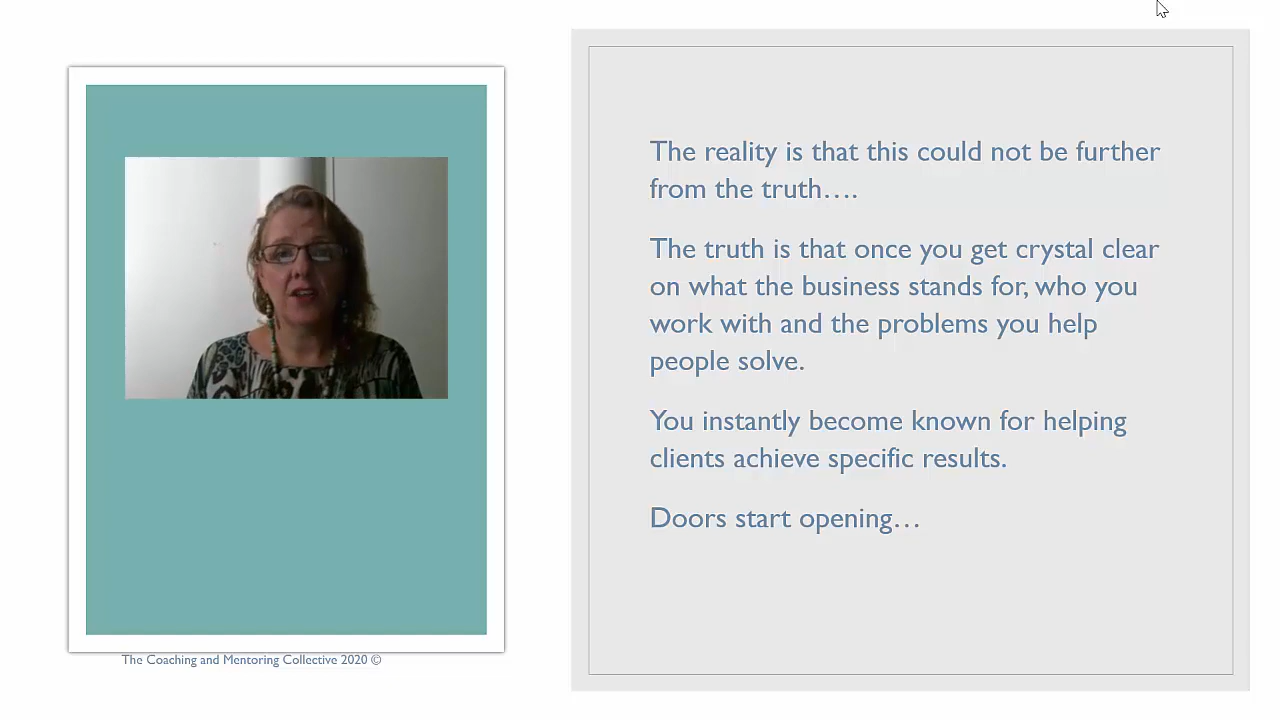 The reality is that this could not be further
from the truth….
The truth is that once you get crystal clear
on what the business stands for, who you
work with and the problems you help
people solve.
You instantly become known for helping
clients achieve specific results.
Doors start opening…
The Coaching and Mentoring Collective 2020 ©